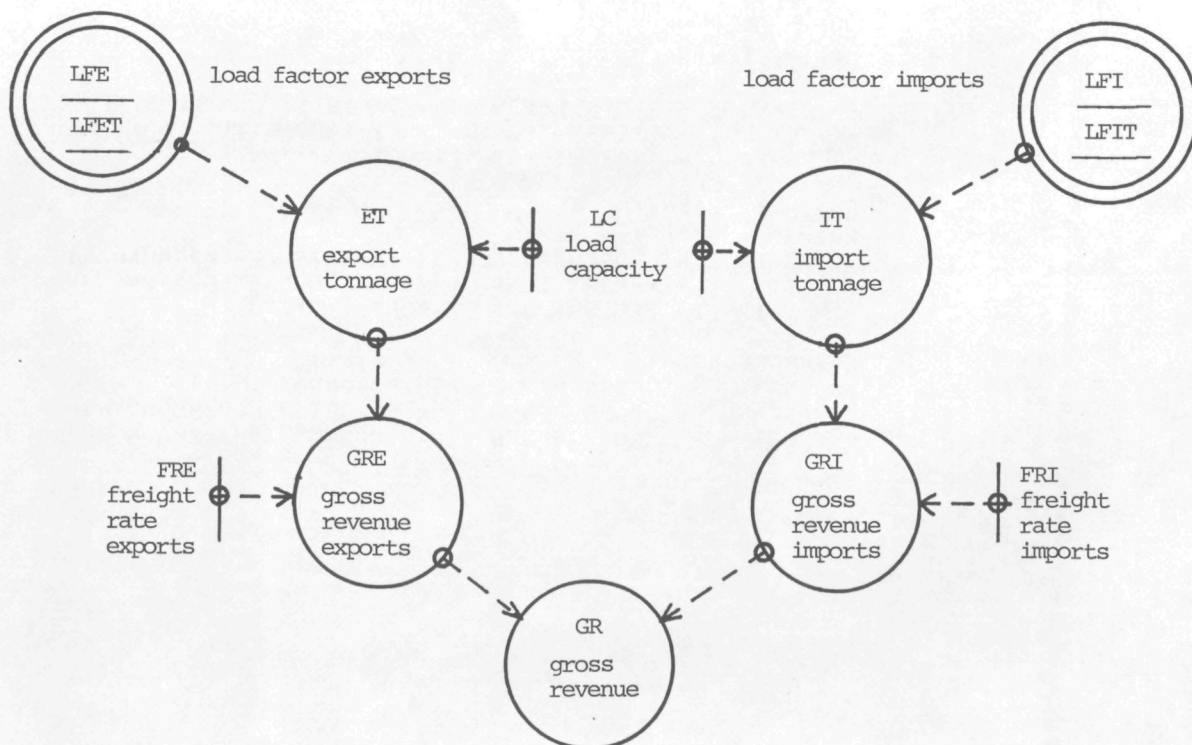 LFE
LFET
load factor exports
load factor imports
LFI
LFIT
ET
export
tonnage
LC
load
capacity
IT
import
tonnage
FRE
freight
rate
exports
GRE
gross
revenue
exports
GRI
gross
revenue
imports
FRI
freight
rate
imports
GR
gross
revenue